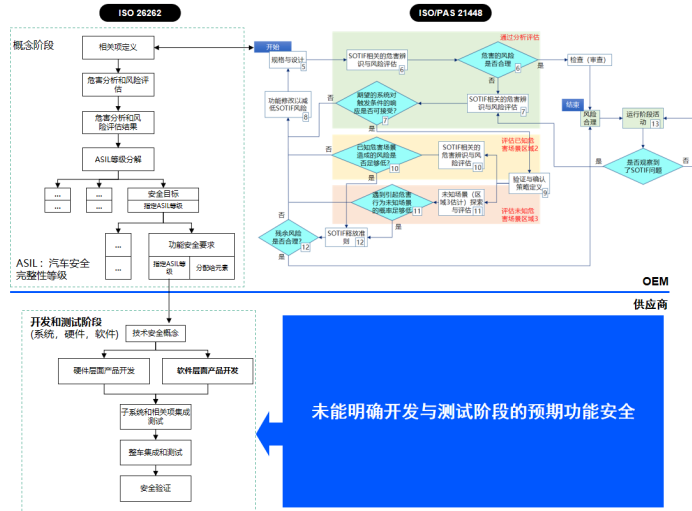 ISO 26262
ISO/PAS 21448
概念阶段
相关项定义
危害分析和风险评
估
危害分析和风
险评估结果
ASIL等级分解
...
...
...
...
安全目标
指定ASIL等级
...
...
功能安全要求
指定ASIL等
级
分配给元素
ASIL：汽车安全
完整性等级
开始
规格与设计
5
SOTIF相关的危害辨
识与风险评估
6
通过分析评估
危害的风险
是否合理
6
是
否
检查（审查）
功能修改以减
低SOTIF风险
8
否
期望的系统对
触发条件的响
应是否可接受?
7
是
SOTIF相关的危害辨
识与风险评估
7
结束
风险
合理
运行阶段活
动
13
评估已知危
害场景区域2
否
已知危害场景
造成的风险是
否足够低?
10
是
SOTIF相关的
危害辨识与风
险评估
10
验证与确认
策略定义
9
是否观察到
了SOTIF问题
是
否
遇到引起危害
行为未知场景
的概率足够低
11
是
未知场景（区
域3估计）探索
与评估
11
评估未知危
害场景区域3
否
残余风险
是否合理?
12
是
SOTIF释放准
则
12
OEM
供应商
开发和测试阶段
(系统，硬件，软件)
技术安全概念
硬件层面产品开发
软件层面产品开发
子系统和相关项集成
测试
整车集成和测试
安全验证
未能明确开发与测试阶段的预期功能安全